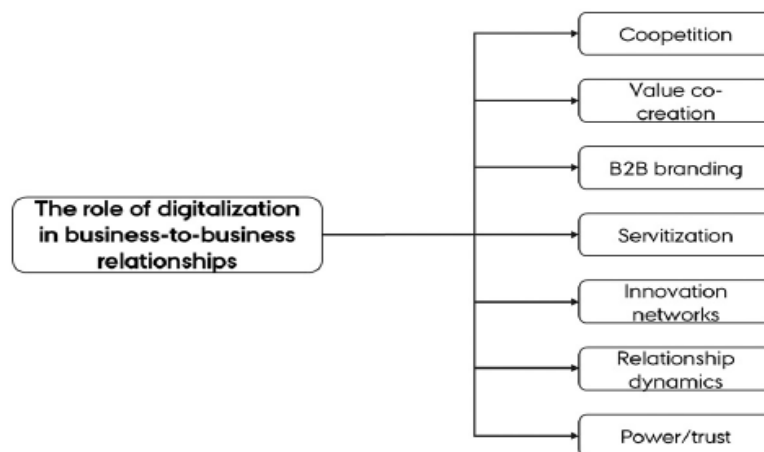 Coopetition
Value co-
creation
B2B branding
The role of digitalization
in business-to-business
relationships
Servitization
Innovation
networks
Relationship
dynamics
Power/trust